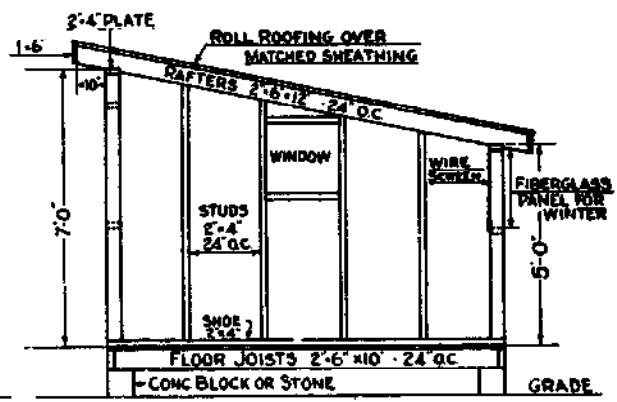 2"×4" PLATE
1"×6"
ROLL ROOFING OVER
MATCHED SHEATHING
10"
RAFTERS 2"×6"×12' - 24" O.C.
WINDOW
WIRE
SCREEN
FIBERGLASS
PANEL FOR
WINTER
STUDS
2"×4"
24" O.C.
7'-0"
5'-0"
SHOE
2"×4"
FLOOR JOISTS 2"×6"×10' - 24" O.C.
CONC BLOCK OR STONE
GRADE